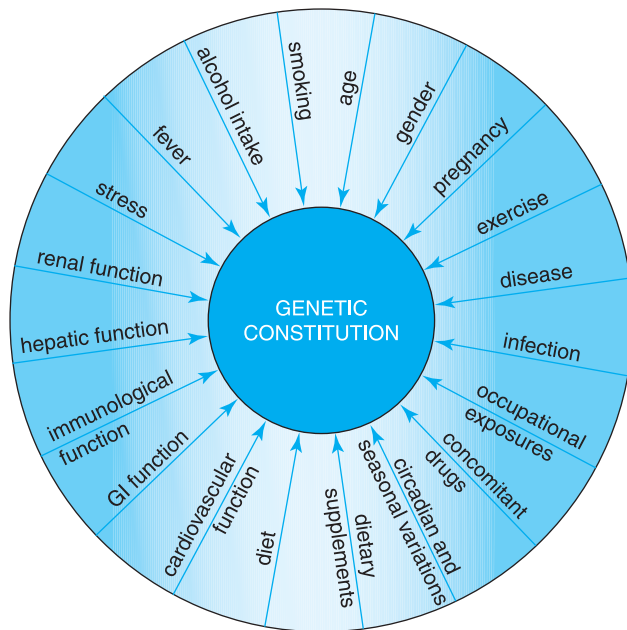 smoking
age
gender
pregnancy
exercise
disease
infection
occupational
exposures
concomitant
drugs
circadian and
seasonal variations
dietary
supplements
diet
cardiovascular
function
GI function
immunological
function
hepatic function
renal function
stress
fever
alcohol intake
GENETIC
CONSTITUTION